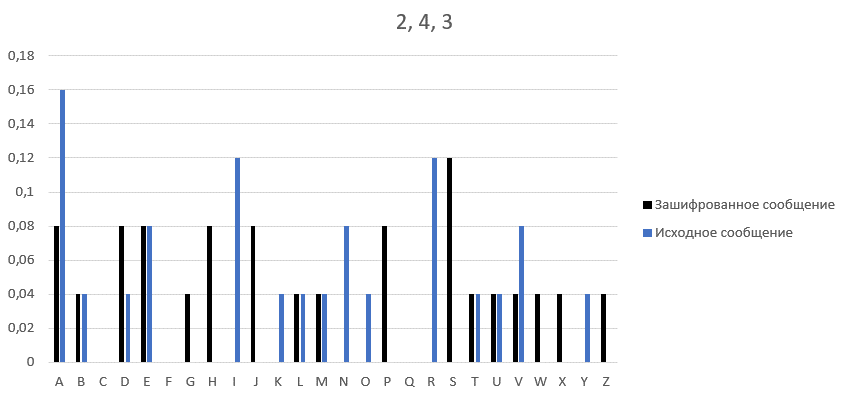 2, 4, 3
0,18
0,16
0,14
0,12
0,1
0,08
0,06
0,04
0,02
0
A B C D E F G H I J K L M N O P Q R S T U V W X Y Z
Зашифрованное сообщение
Исходное сообщение